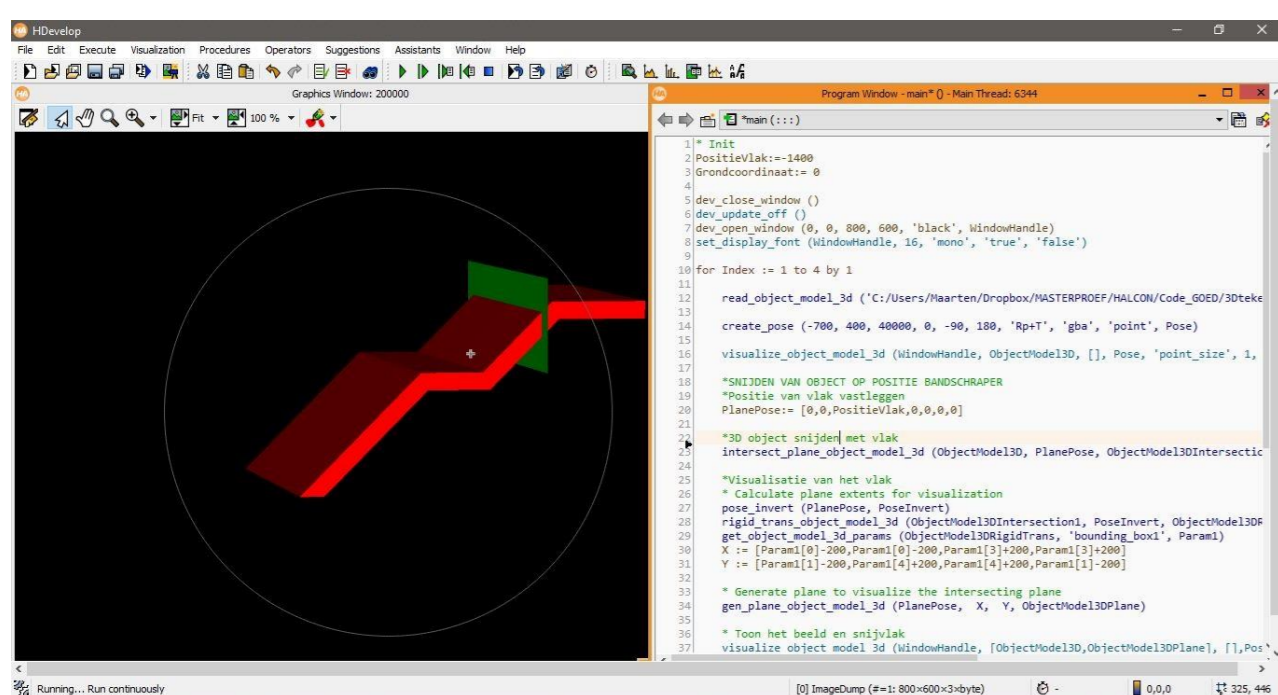 HDevelop
File Edit Execute Visualization Procedures Operators Suggestions Assistants Window Help
Graphics Window: 200000
Fit 100 %
Program Window - main* () - Main Thread: 6344
*main (:::)
1 * Init
2 PositieVlak:=-1400
3 Grondcoordinaat:= 0
4
5 dev_close_window ()
6 dev_update_off ()
7 dev_open_window (0, 0, 800, 600, 'black', WindowHandle)
8 set_display_font (WindowHandle, 16, 'mono', 'true', 'false')
9
10 for Index := 1 to 4 by 1
11
12 read_object_model_3d ('C:/Users/Maarten/Dropbox/MASTERPROEF/HALCON/Code_GOED/3Dteke
13
14 create_pose (-700, 400, 40000, 0, -90, 180, 'Rp+T', 'gba', 'point', Pose)
15
16 visualize_object_model_3d (WindowHandle, ObjectModel3D, [], Pose, 'point_size', 1,
17
18 *SNIJDEN VAN OBJECT OP POSITIE BANDSCHRAPER
19 *Positie van vlak vastleggen
20 PlanePose:= [0,0,PositieVlak,0,0,0,0]
21
22 *3D object snijden met vlak
23 intersect_plane_object_model_3d (ObjectModel3D, PlanePose, ObjectModel3DIntersectic
24
25 *Visualisatie van het vlak
26 * Calculate plane extents for visualization
27 pose_invert (PlanePose, PoseInvert)
28 rigid_trans_object_model_3d (ObjectModel3DIntersection1, PoseInvert, ObjectModel3DR
29 get_object_model_3d_params (ObjectModel3DRigidTrans, 'bounding_box1', Param1)
30 X := [Param1[0]-200,Param1[0]-200,Param1[3]+200,Param1[3]+200]
31 Y := [Param1[1]-200,Param1[4]+200,Param1[4]+200,Param1[1]-200]
32
33 * Generate plane to visualize the intersecting plane
34 gen_plane_object_model_3d (PlanePose, X, Y, ObjectModel3DPlane)
35
36 * Toon het beeld en snijvlak
37 visualize_object_model_3d (WindowHandle, [ObjectModel3D,ObjectModel3DPlane], [],Pos
Running... Run continuously
[0] ImageDump (#=1: 800×600×3×byte) - 0,0,0 325, 446